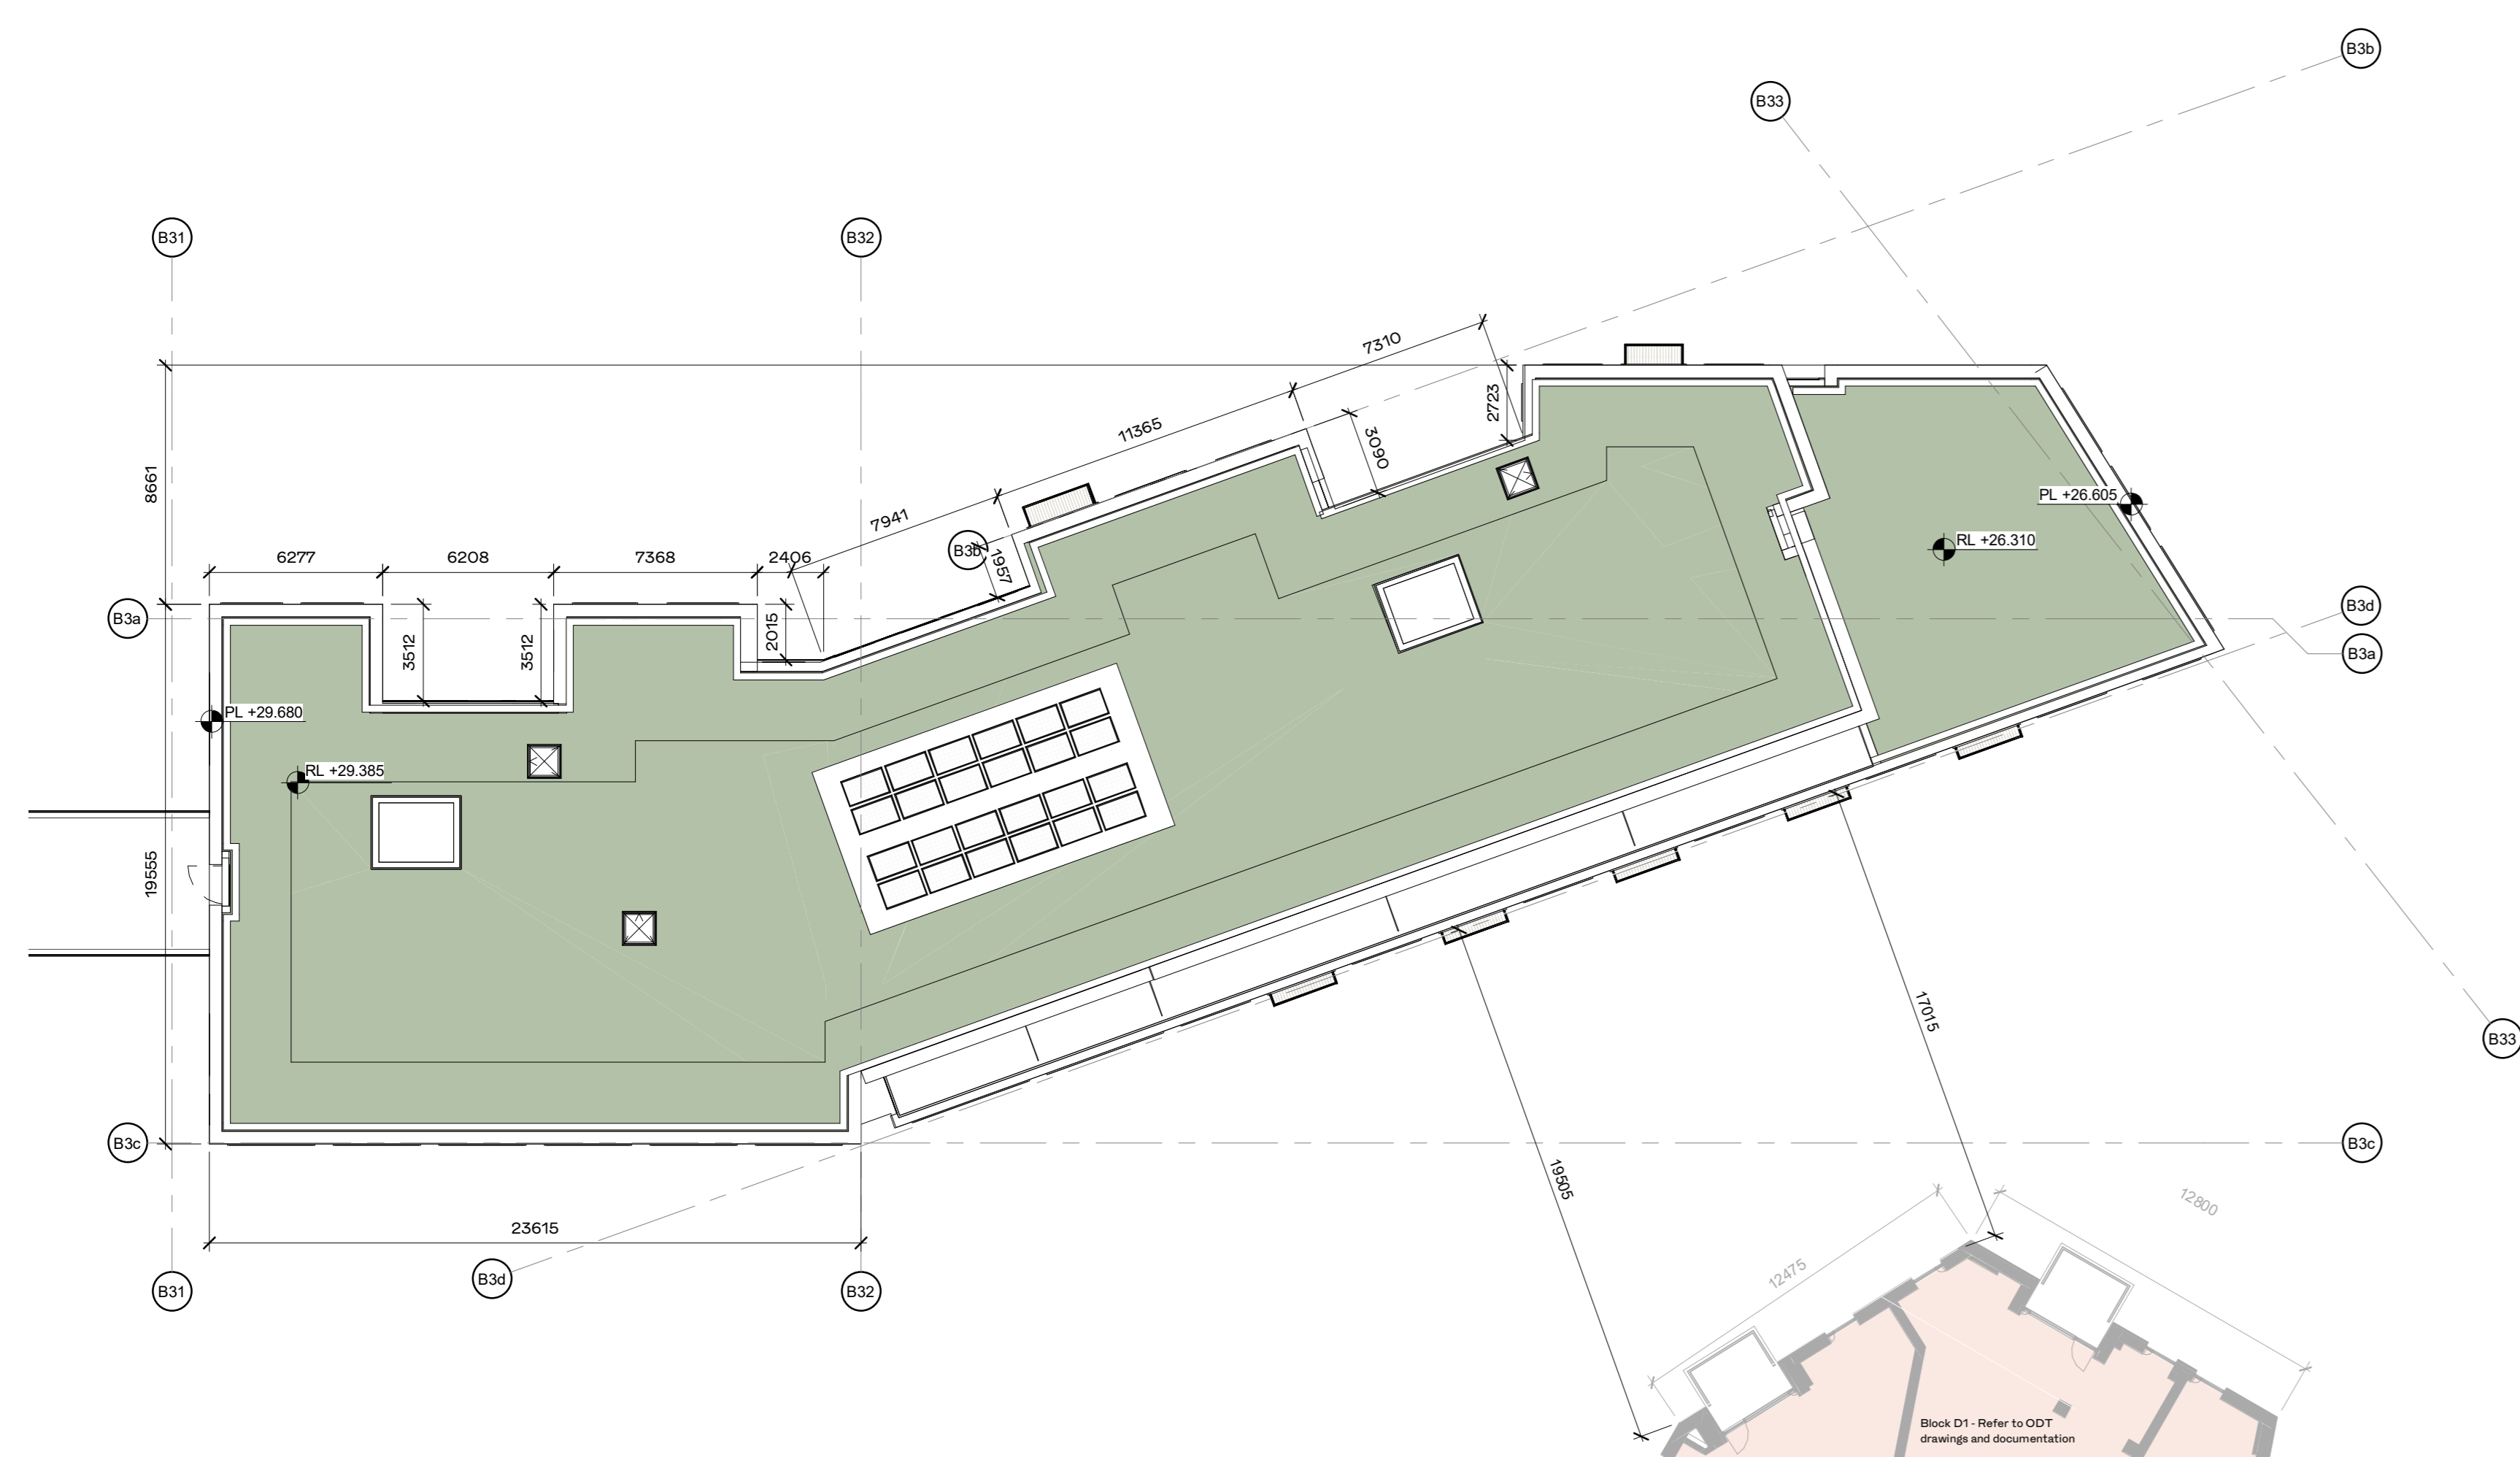 B3b
B33
B31
B32
7310
2723
11365
3090
8661
7941
PL +26.605
RL +26.310
B3b
1957
6277
6208
7368
2406
B3a
3512
3512
2015
B3d
B3a
PL +29.680
RL +29.385
19555
17015
B33
B3c
B3c
19505
12800
23615
B31
B3d
B32
12475
Block D1 - Refer to ODT
drawings and documentation